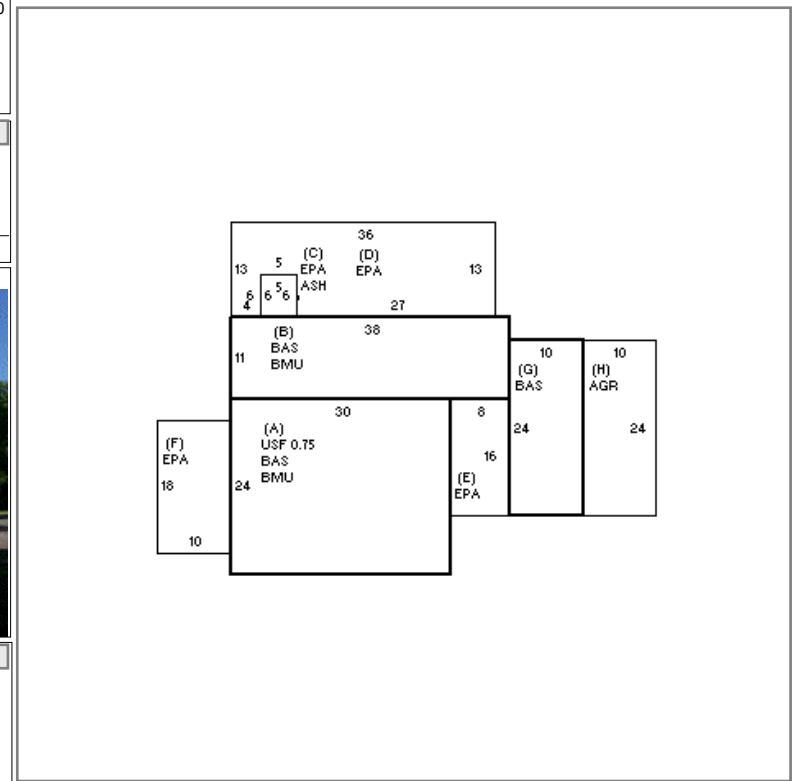 36
(C)
EPA
ASH
(D)
EPA
5
13
13
6
4
6
5
6
27
(B)
BAS
BMU
38
11
10
(G)
BAS
24
10
(H)
AGR
24
30
(A)
USF 0.75
BAS
BMU
24
8
16
(E)
EPA
(F)
EPA
18
10